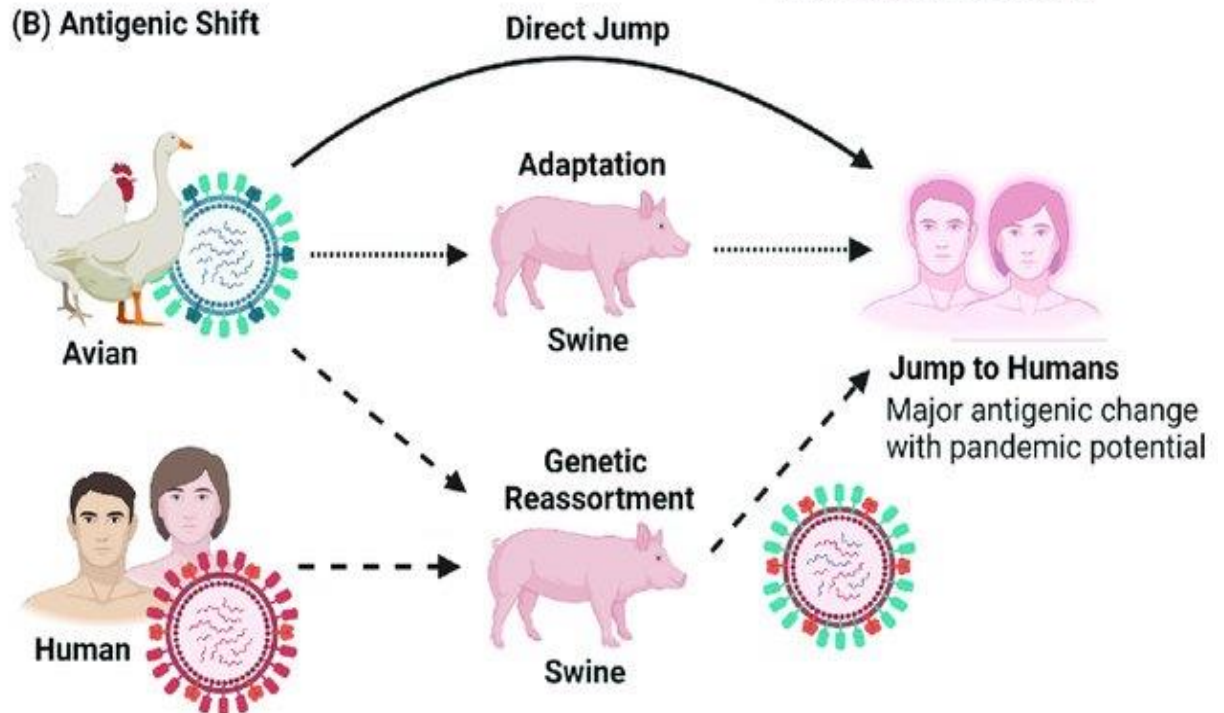 (B) Antigenic Shift
Direct Jump
Adaptation
Swine
Avian
Jump to Humans
Major antigenic change
with pandemic potential
Genetic
Reassortment
Swine
Human